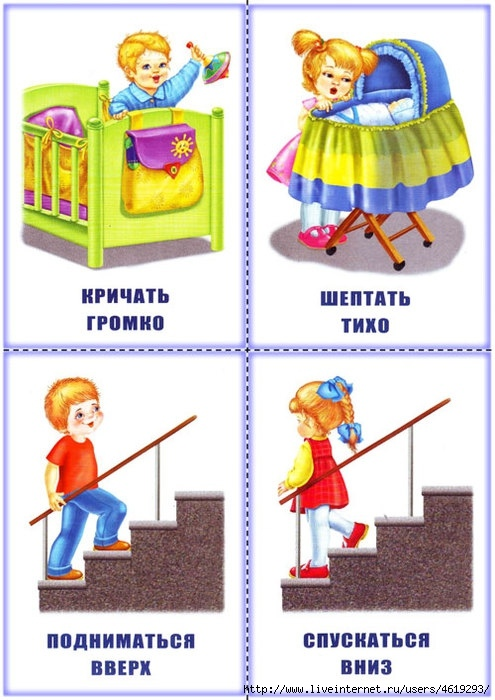 КРИЧАТЬ
ГРОМКО
ШЕПТАТЬ
ТИХО
ПОДНИМАТЬСЯ
ВВЕРХ
СПУСКАТЬСЯ
ВНИЗ
http://www.liveinternet.ru/users/4619293/